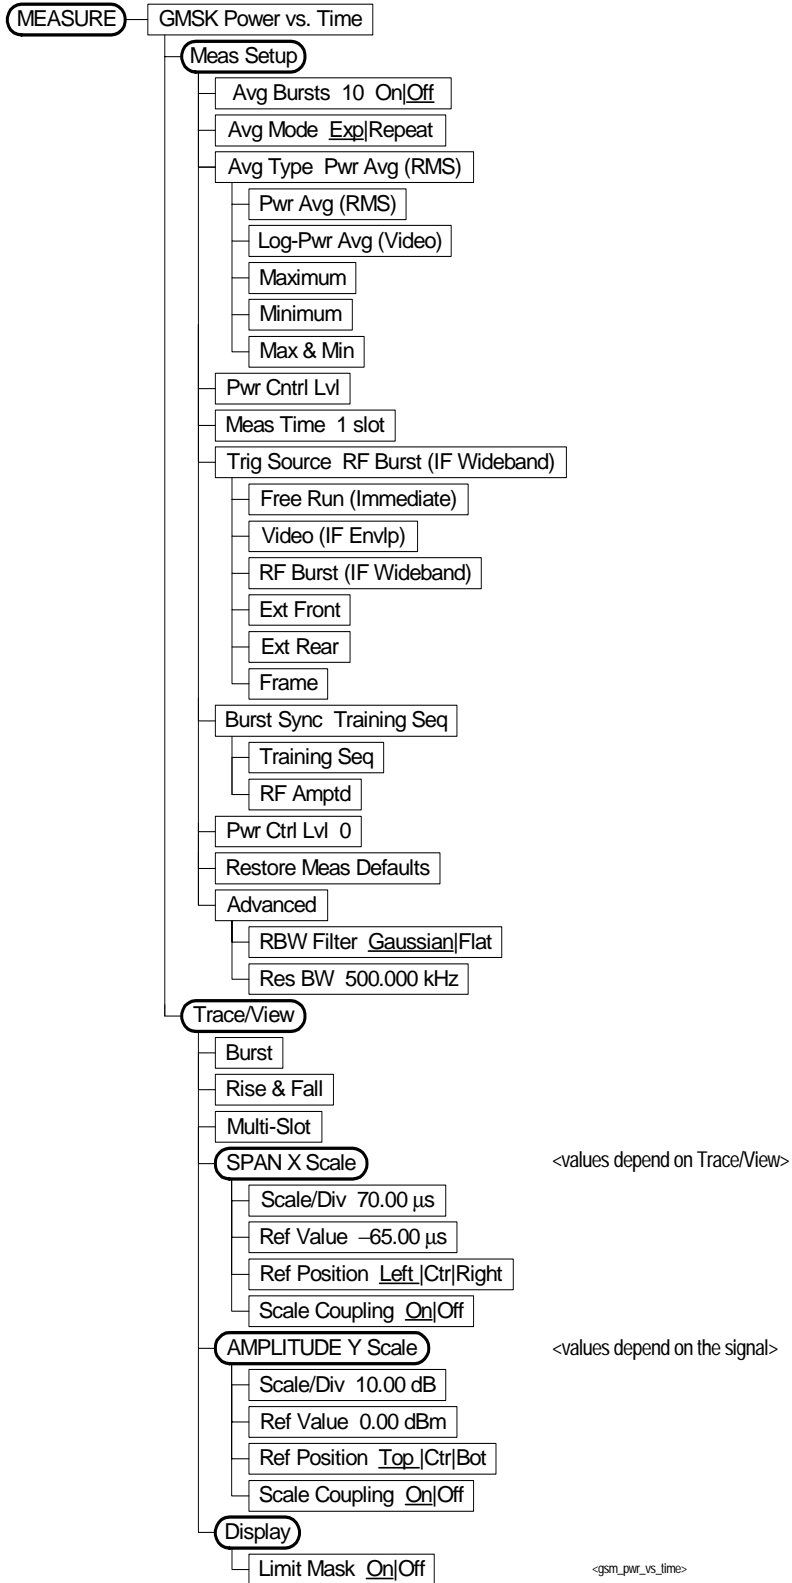 MEASURE GMSK Power vs. Time
Meas Setup
Avg Bursts 10 On|Off
Avg Mode Exp|Repeat
Avg Type Pwr Avg (RMS)
Pwr Avg (RMS)
Log-Pwr Avg (Video)
Maximum
Minimum
Max & Min
Pwr Cntrl Lvl
Meas Time 1 slot
Trig Source RF Burst (IF Wideband)
Free Run (Immediate)
Video (IF Envlp)
RF Burst (IF Wideband)
Ext Front
Ext Rear
Frame
Burst Sync Training Seq
Training Seq
RF Amptd
Pwr Ctrl Lvl 0
Restore Meas Defaults
Advanced
RBW Filter Gaussian|Flat
Res BW 500.000 kHz
Trace/View
Burst
Rise & Fall
Multi-Slot
SPAN X Scale <values depend on Trace/View>
Scale/Div 70.00 µs
Ref Value –65.00 µs
Ref Position Left |Ctr|Right
Scale Coupling On|Off
AMPLITUDE Y Scale <values depend on the signal>
Scale/Div 10.00 dB
Ref Value 0.00 dBm
Ref Position Top |Ctr|Bot
Scale Coupling On|Off
Display
Limit Mask On|Off <gsm_pwr_vs_time>